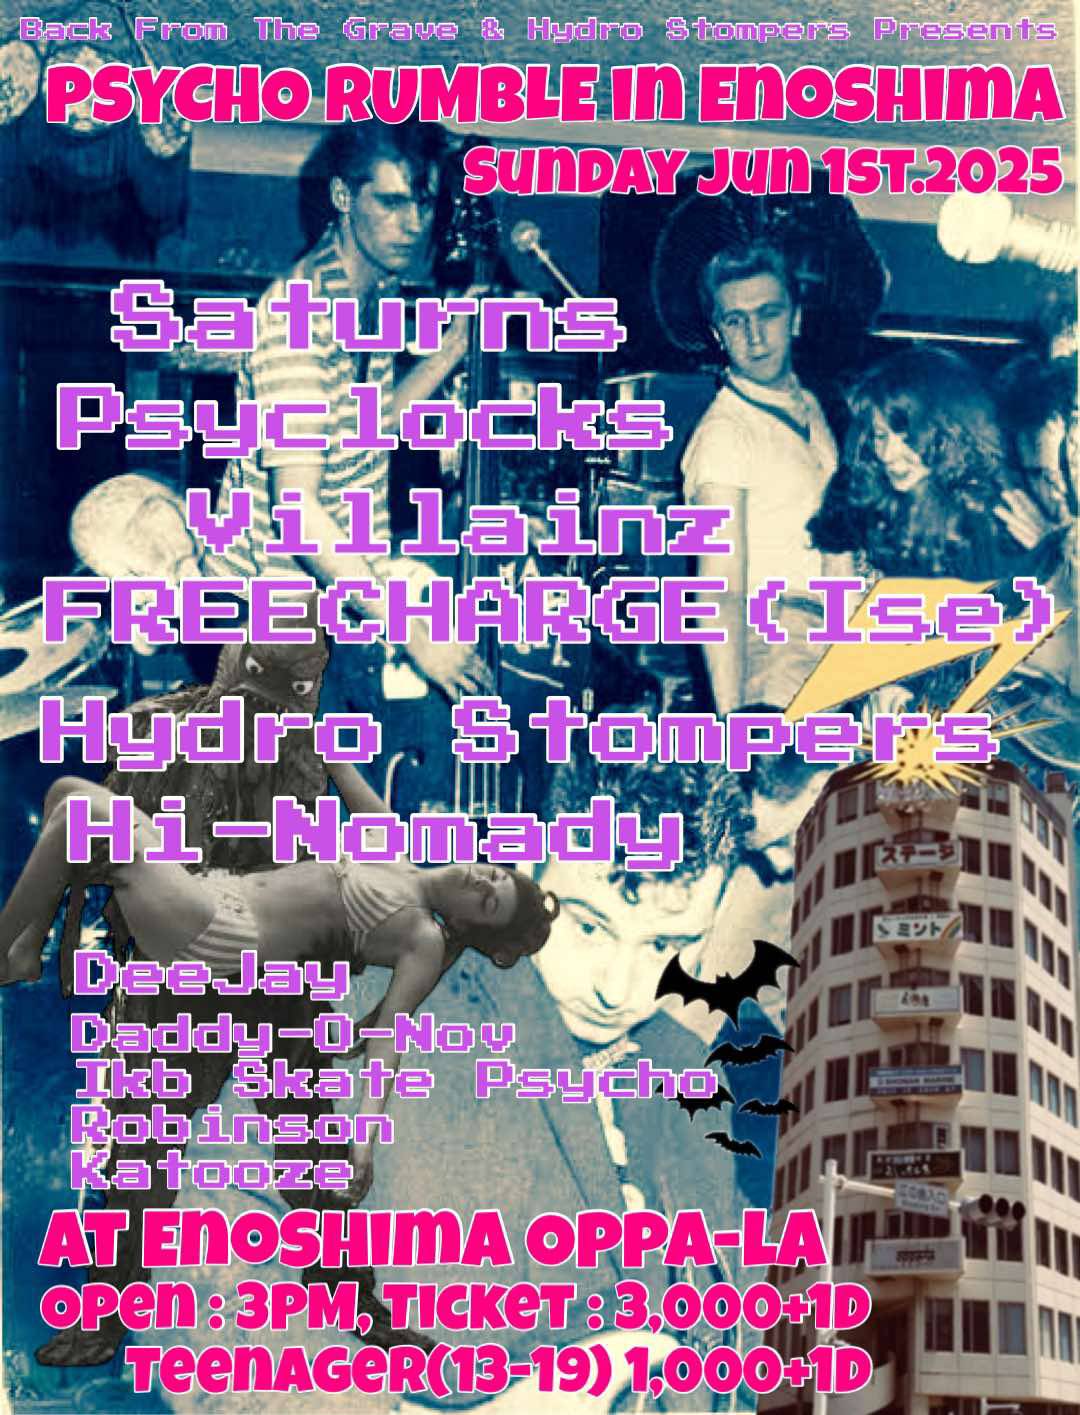 Back From The Grave & Hydro Stompers Presents
PSYCHO RUMBLE in ENOSHIMA
SUNDAY Jun 1ST.2025
Saturns
Psyclocks
Villainz
FREECHARGE(Ise)
Hydro Stompers
Hi-Nomady
ステージ
ミント
DeeJay
Daddy-O-Nov
Ikb Skate Psycho
Robinson
Katooze
AT ENOSHIMA OPPA-LA
OPEN : 3PM, TICKET : 3,000+1D
TEENAGER(13-19) 1,000+1D